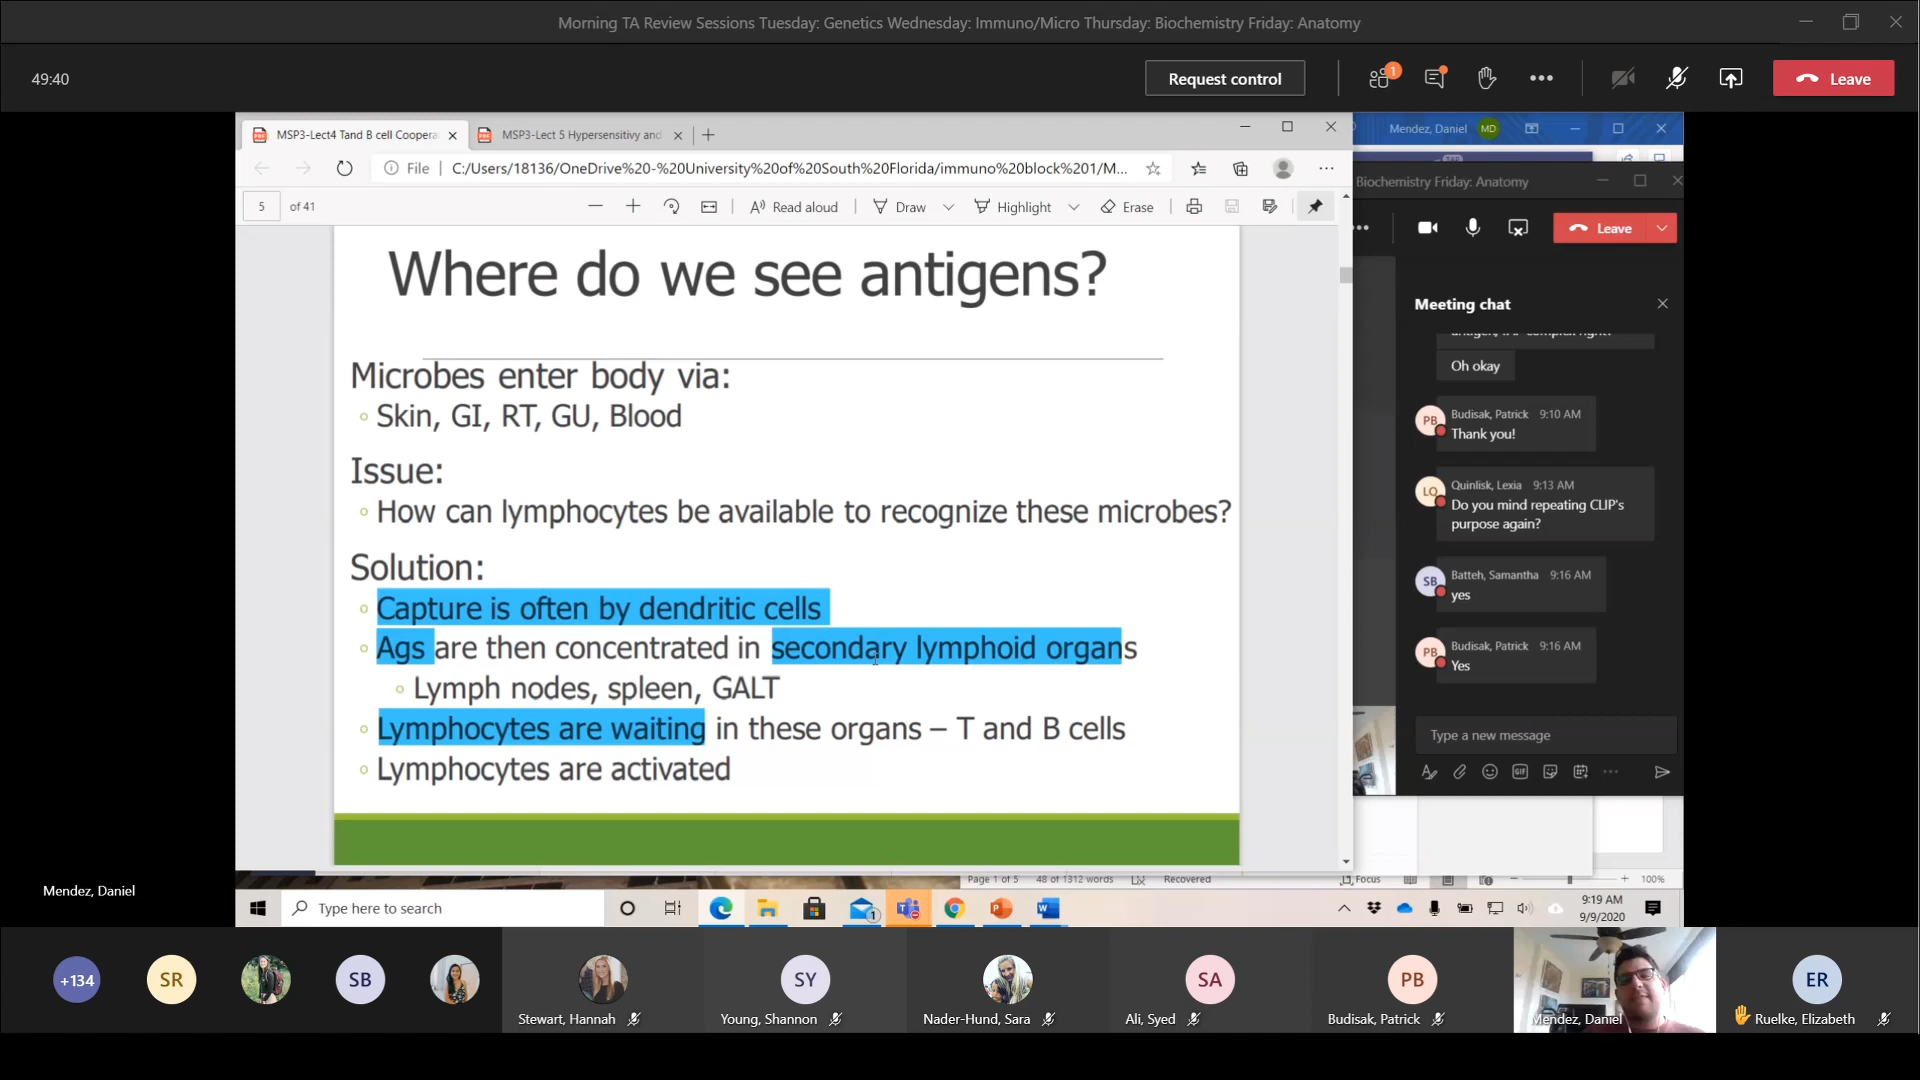 Morning TA Review Sessions Tuesday: Genetics Wednesday: Immuno/Micro Thursday: Biochemistry Friday: Anatomy
49:40
Request control
1
Leave
MSP3-Lect4 Tand B cell Coopera
MSP3-Lect 5 Hypersensitivy and
Mendez, Daniel
MD
File
C:/Users/18136/OneDrive%20-%20University%20of%20South%20Florida/immuno%20block%201/M...
Biochemistry Friday: Anatomy
5
of 41
Read aloud
Draw
Highlight
Erase
Leave
Where do we see antigens?
Microbes enter body via:
Skin, GI, RT, GU, Blood
Issue:
How can lymphocytes be available to recognize these microbes?
Solution:
Capture is often by dendritic cells
Ags are then concentrated in secondary lymphoid organs
Lymph nodes, spleen, GALT
Lymphocytes are waiting in these organs – T and B cells
Lymphocytes are activated
Meeting chat
Oh okay
PB
Budisak, Patrick 9:10 AM
Thank you!
LQ
Quinlisk, Lexia 9:13 AM
Do you mind repeating CLIP's
purpose again?
SB
Batteh, Samantha 9:16 AM
yes
PB
Budisak, Patrick 9:16 AM
Yes
Type a new message
GIF
Page 1 of 5 48 of 1312 words Recovered
Focus
100%
Mendez, Daniel
Type here to search
1
9:19 AM
9/9/2020
+134
SR
SB
Stewart, Hannah
SY
Young, Shannon
Nader-Hund, Sara
SA
Ali, Syed
PB
Budisak, Patrick
Mendez, Daniel
ER
Ruelke, Elizabeth